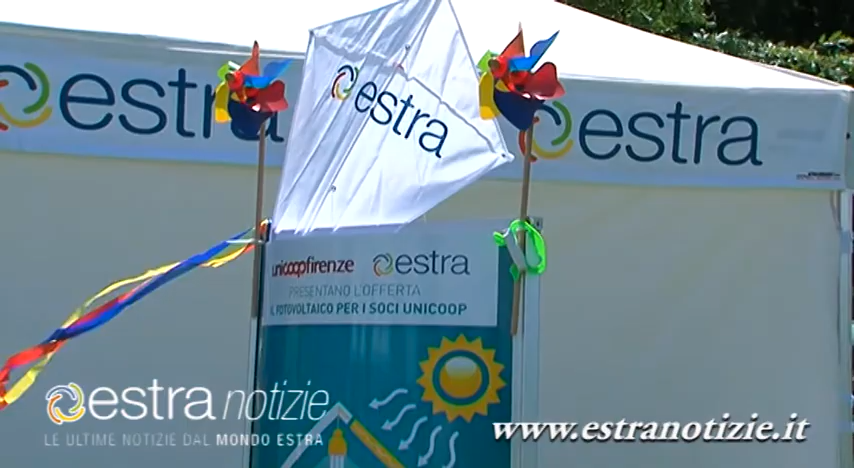 estra
estra
estra
unicoopfirenze estra
PRESENTANO L'OFFERTA
IL FOTOVOLTAICO PER I SOCI UNICOOP
estra notizie
LE ULTIME NOTIZIE DAL MONDO ESTRA
www.estranotizie.it